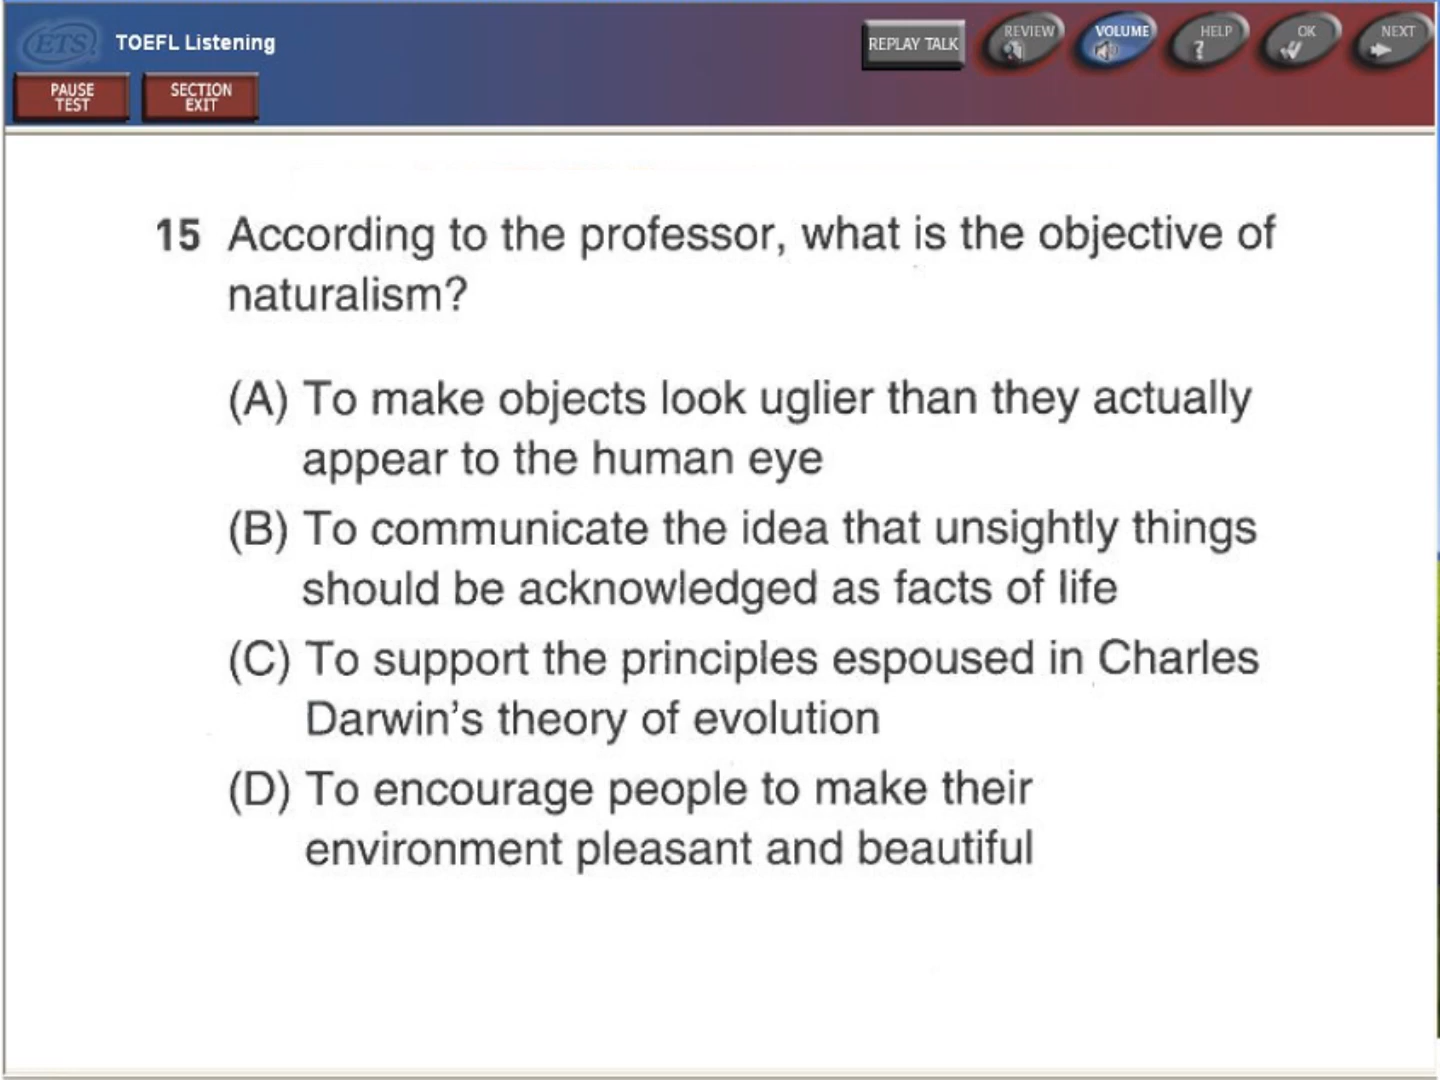 ETS TOEFL Listening
REPLAY TALK
REVIEW
VOLUME
HELP
?
OK
NEXT
PAUSE
TEST
SECTION
EXIT
15 According to the professor, what is the objective of
naturalism?
(A) To make objects look uglier than they actually
appear to the human eye
(B) To communicate the idea that unsightly things
should be acknowledged as facts of life
(C) To support the principles espoused in Charles
Darwin's theory of evolution
(D) To encourage people to make their
environment pleasant and beautiful